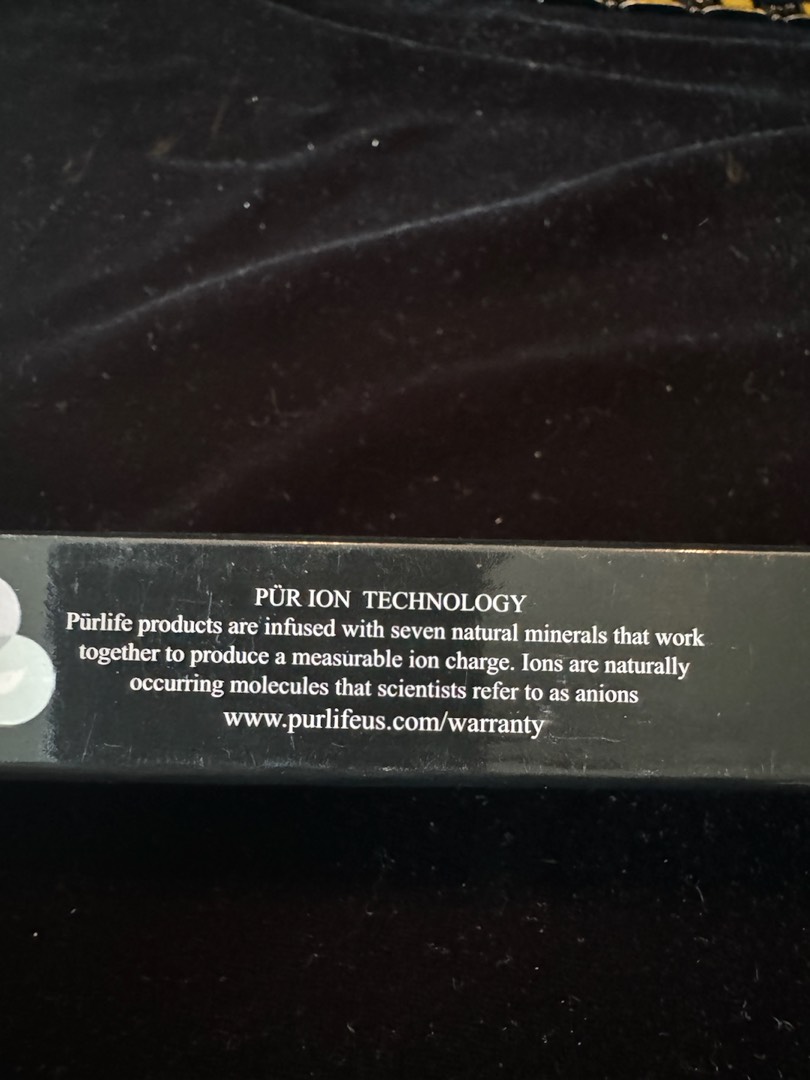 PÜR ION TECHNOLOGY
Pürlife products are infused with seven natural minerals that work
together to produce a measurable ion charge. Ions are naturally
occurring molecules that scientists refer to as anions
www.purlifeus.com/warranty